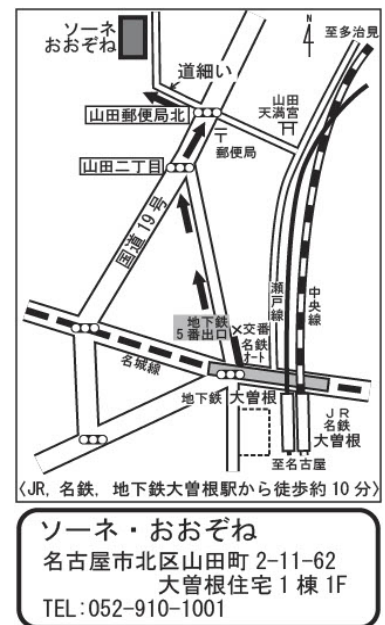 ソーネ
おおぞね
N
至多治見
道細い
山田郵便局北
山田
天満宮
〒
郵便局
山田二丁目
国道19号
瀬戸線
中央線
地下鉄
5番出口
×交番
名鉄
オート
名城線
地下鉄 大曽根
JR
名鉄
大曽根
至名古屋
〈JR, 名鉄, 地下鉄大曽根駅から徒歩約10分〉
ソーネ・おおぞね
名古屋市北区山田町 2-11-62
大曽根住宅 1 棟 1F
TEL:052-910-1001